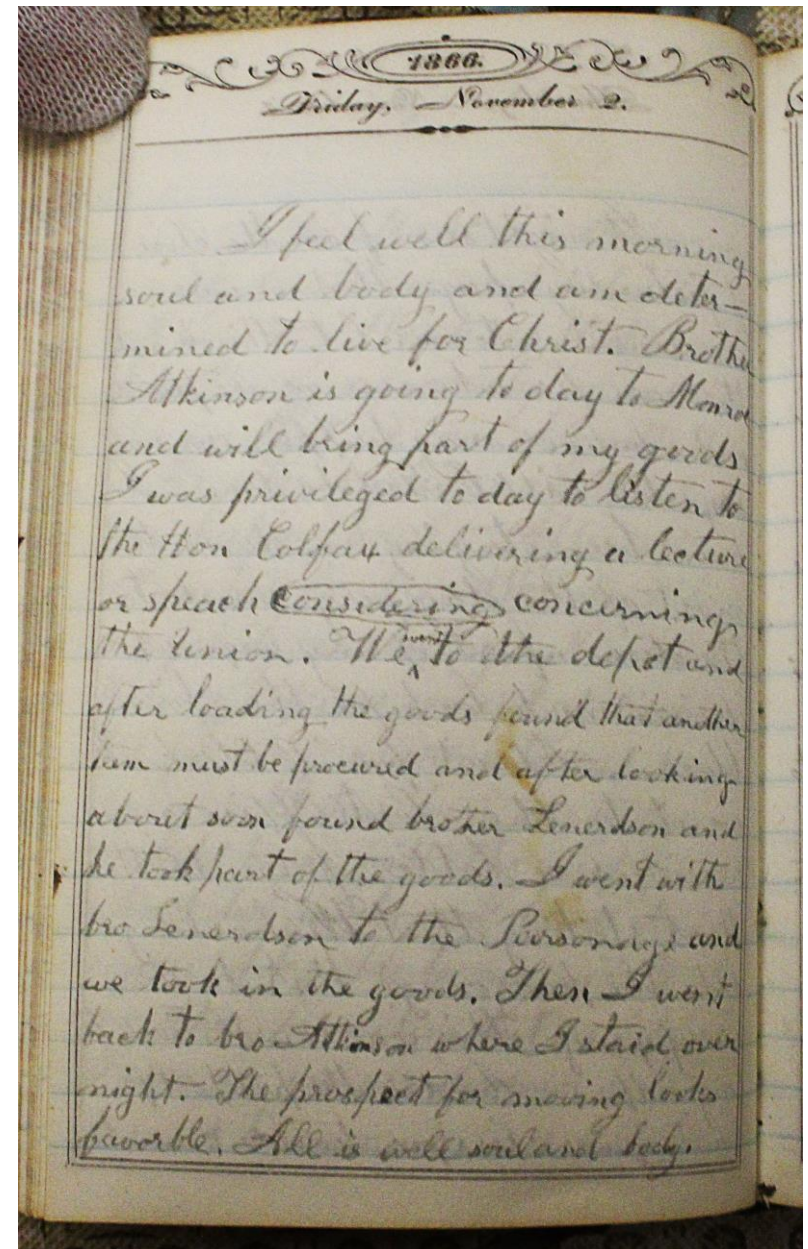 1866.
Friday, November 2.
I feel well this morning
soul and body and am deter-
mined to live for Christ. Brother
Atkinson is going to day to Monroe
and will bring part of my goods
I was privileged to day to listen to
the Hon Colfax delivering a lecture
or speach considering concerning
the Union. We went to the depot and
after loading the goods found that another
team must be procured and after looking
about soon found brother Lenerdson and
he took part of the goods. I went with
bro Lenerdson to the Parsonage and
we took in the goods. Then I went
back to bro Atkinson where I staid over
night. The prospect for moving looks
favorble. All is well soul and body.